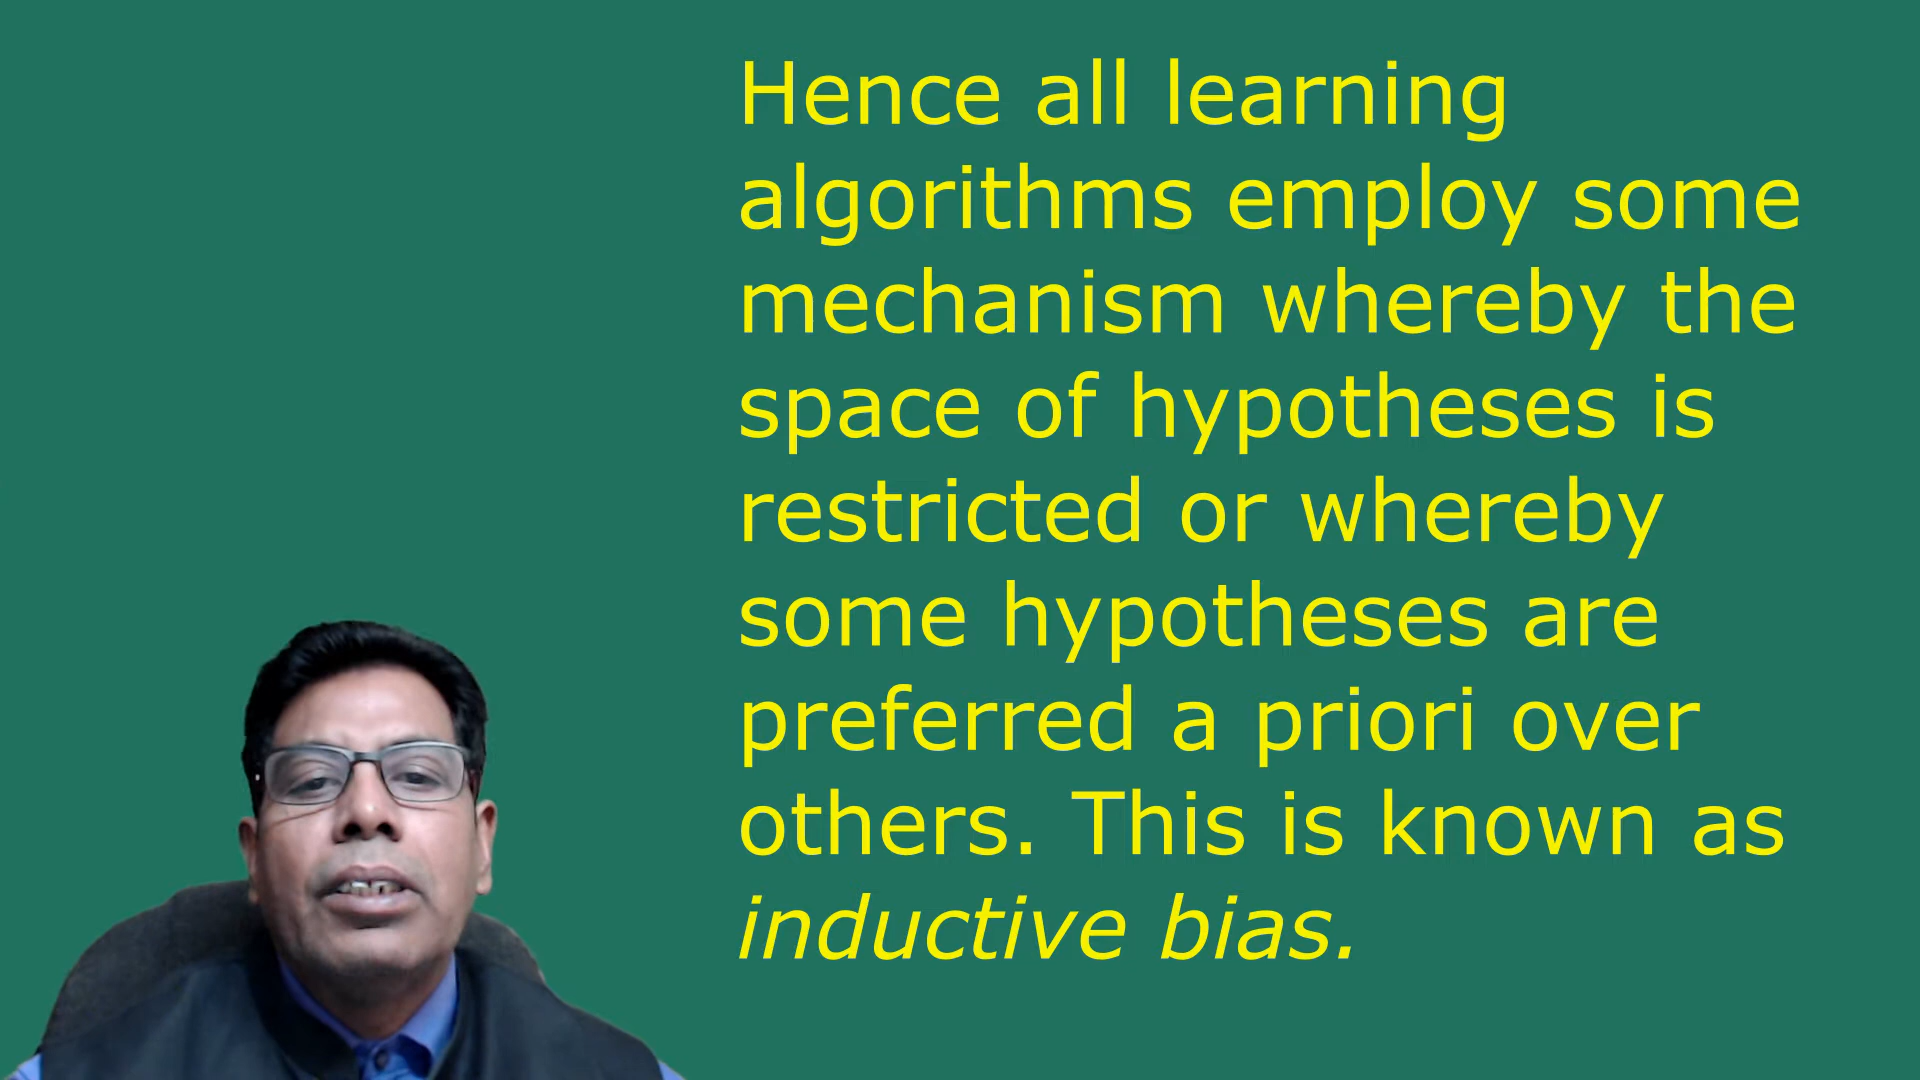 Hence all learning
algorithms employ some
mechanism whereby the
space of hypotheses is
restricted or whereby
some hypotheses are
preferred a priori over
others. This is known as
inductive bias.